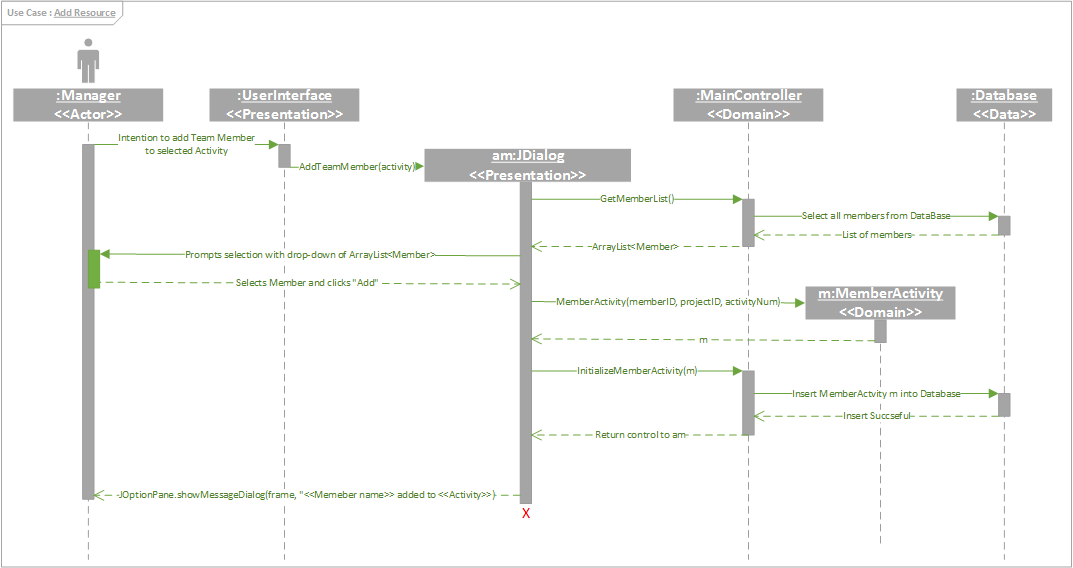 Use Case : Add Resource
:Manager
<<Actor>>
:UserInterface
<<Presentation>>
:MainController
<<Domain>>
:Database
<<Data>>
Intention to add Team Member
to selected Activity
AddTeamMember(activity)
am:JDialog
<<Presentation>>
GetMemberList()
Select all members from DataBase
List of members
ArrayList<Member>
Prompts selection with drop-down of ArrayList<Member>
Selects Member and clicks "Add"
MemberActivity(memberID, projectID, activityNum)
m:MemberActivity
<<Domain>>
m
InitializeMemberActivity(m)
Insert MemberActvity m into Database
Insert Succseful
Return control to am
JOptionPane.showMessageDialog(frame, "<<Memeber name>> added to <<Activity>>)
X